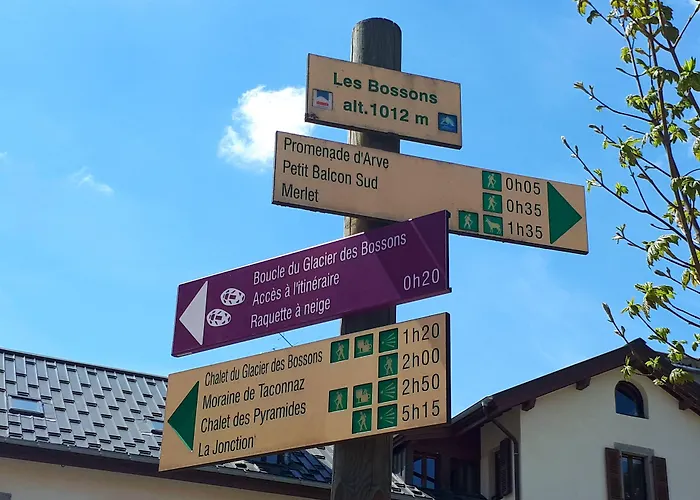 Les Bossons
alt.1012 m
Promenade d'Arve 0h05
Petit Balcon Sud 0h35
Merlet 1h35
Boucle du Glacier des Bossons
Accès à l'itinéraire 0h20
Raquette à neige
Chalet du Glacier des Bossons 1h20
Moraine de Taconnaz 2h00
Chalet des Pyramides 2h50
La Jonction 5h15